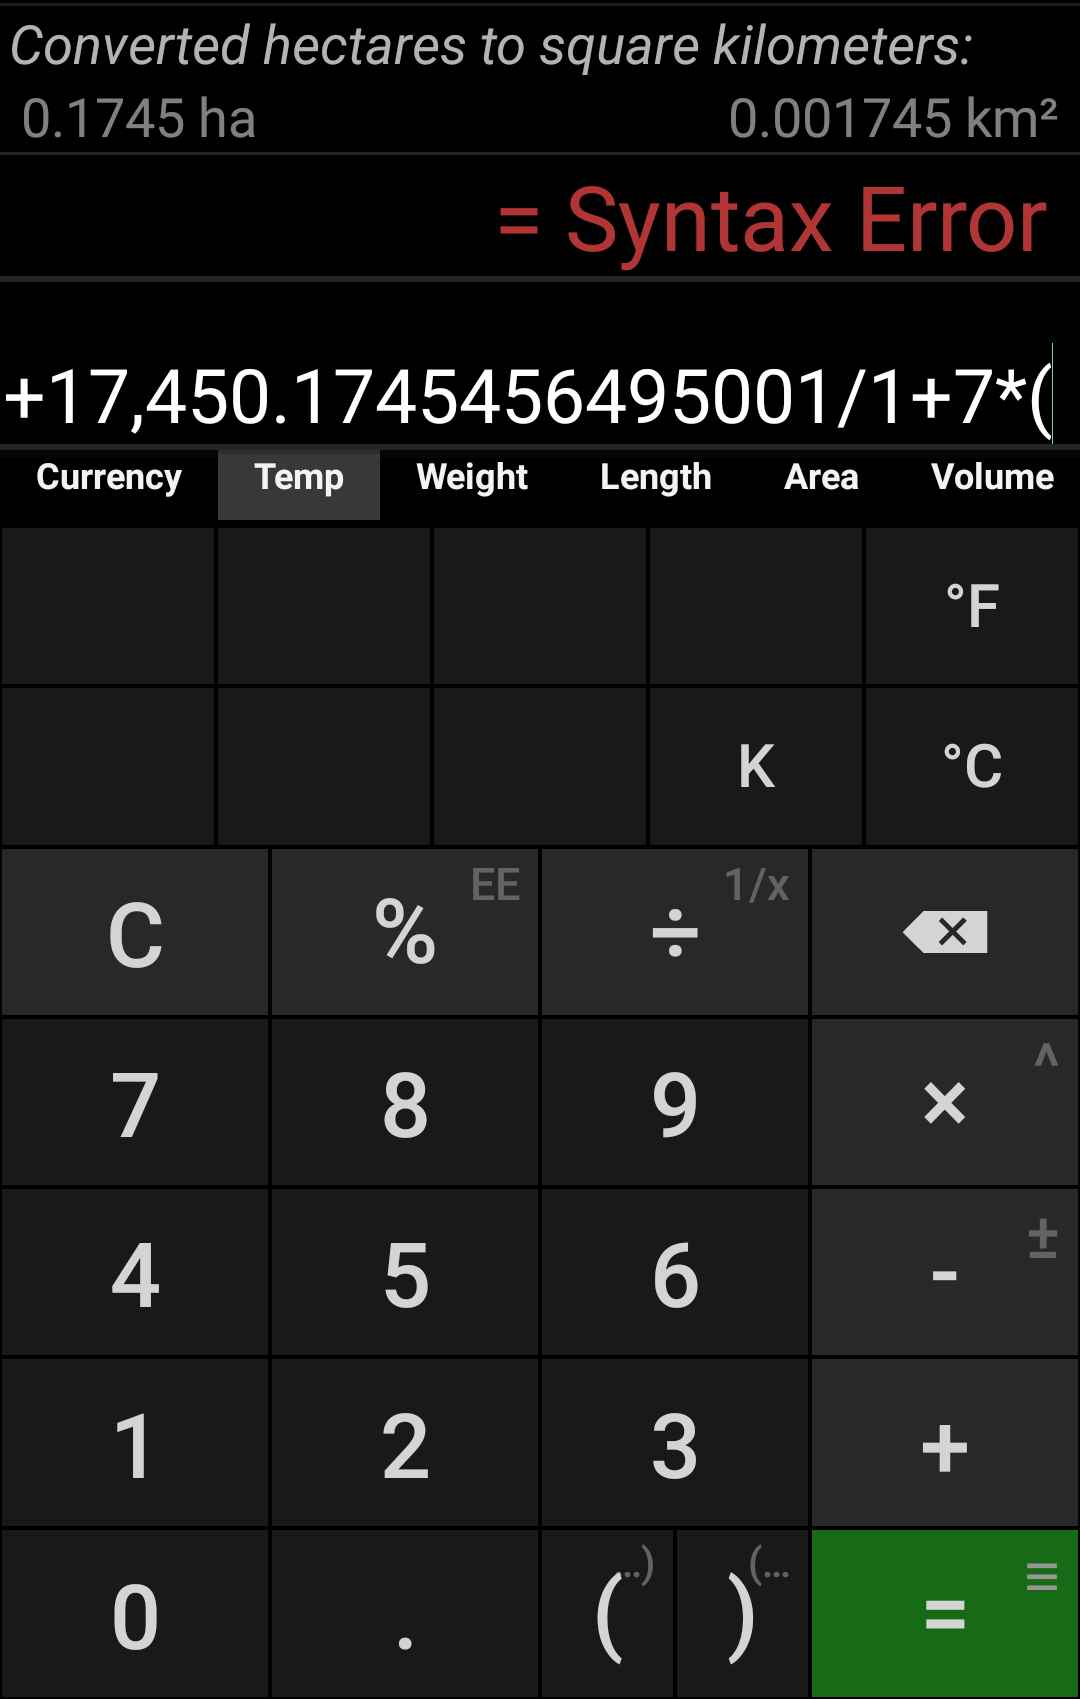 Converted hectares to square kilometers:
0.1745 ha 0.001745 km²
= Syntax Error
+17,450.1745456495001/1+7*(
Currency Temp Weight Length Area Volume
°F
K °C
C % EE ÷ 1/x
7 8 9 × ^
4 5 6 - ±
1 2 3 +
0 . ( ..) ) (... = ≡